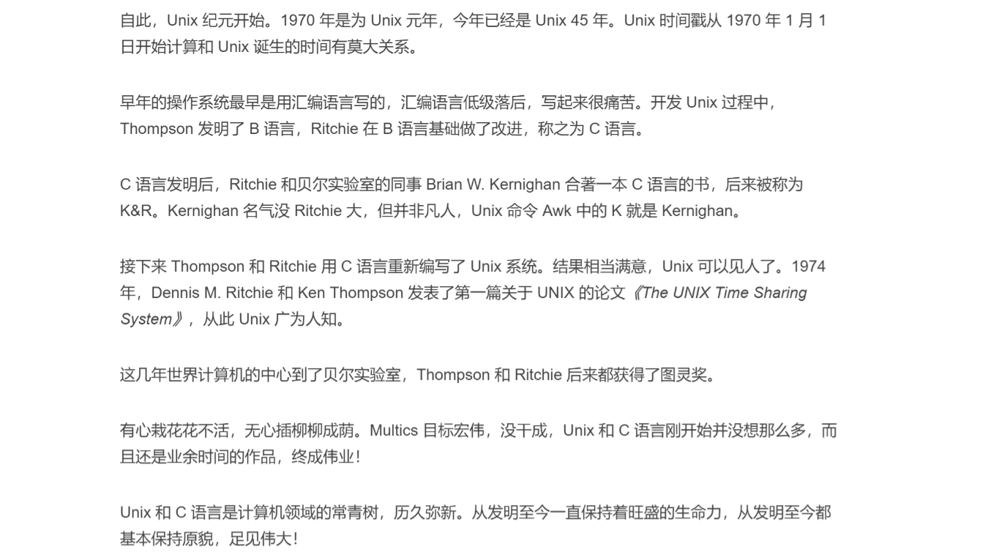 自此，Unix 纪元开始。1970 年是为 Unix 元年，今年已经是 Unix 45 年。Unix 时间戳从 1970 年 1 月 1
日开始计算和 Unix 诞生的时间有莫大关系。
早年的操作系统最早是用汇编语言写的，汇编语言低级落后，写起来很痛苦。开发 Unix 过程中，
Thompson 发明了 B 语言，Ritchie 在 B 语言基础做了改进，称之为 C 语言。
C 语言发明后，Ritchie 和贝尔实验室的同事 Brian W. Kernighan 合著一本 C 语言的书，后来被称为
K&R。Kernighan 名气没 Ritchie 大，但并非凡人，Unix 命令 Awk 中的 K 就是 Kernighan。
接下来 Thompson 和 Ritchie 用 C 语言重新编写了 Unix 系统。结果相当满意，Unix 可以见人了。1974
年，Dennis M. Ritchie 和 Ken Thompson 发表了第一篇关于 UNIX 的论文《The UNIX Time Sharing
System》，从此 Unix 广为人知。
这几年世界计算机的中心到了贝尔实验室，Thompson 和 Ritchie 后来都获得了图灵奖。
有心栽花花不活，无心插柳柳成荫。Multics 目标宏伟，没干成，Unix 和 C 语言刚开始并没想那么多，而
且还是业余时间的作品，终成伟业！
Unix 和 C 语言是计算机领域的常青树，历久弥新。从发明至今一直保持着旺盛的生命力，从发明至今都
基本保持原貌，足见伟大！